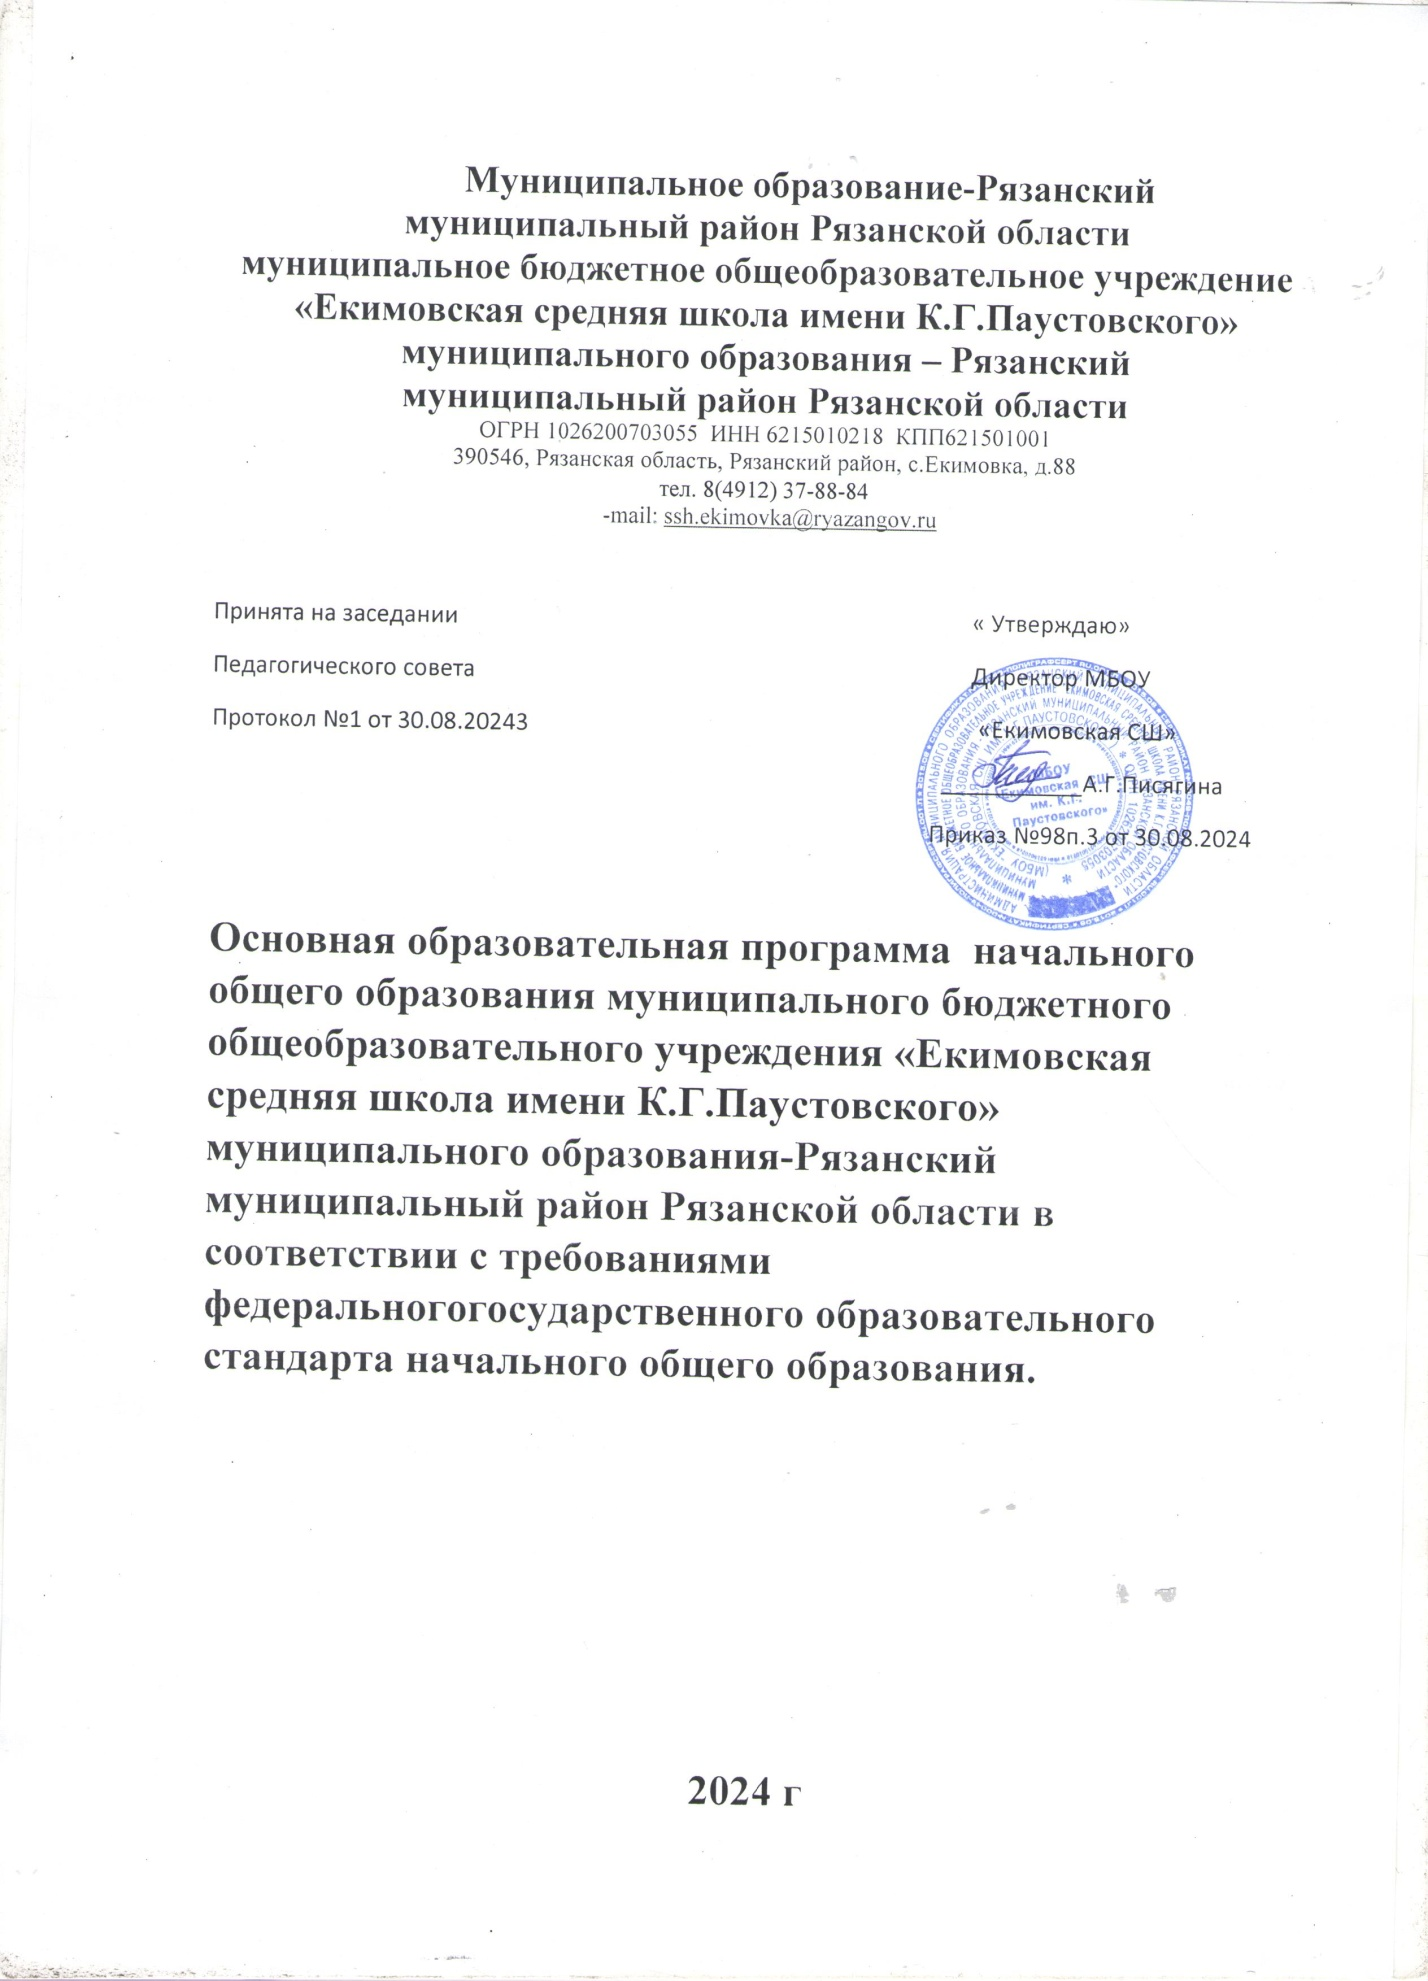 Муниципальное образование-Рязанский
муниципальный район Рязанской области
муниципальное бюджетное общеобразовательное учреждение
«Екимовская средняя школа имени К.Г.Паустовского»
муниципального образования – Рязанский
муниципальный район Рязанской области
ОГРН 1026200703055 ИНН 6215010218 КПП621501001
390546, Рязанская область, Рязанский район, с.Екимовка, д.88
тел. 8(4912) 37-88-84
-mail: ssh.ekimovka@ryazangov.ru
Принята на заседании
Педагогического совета
Протокол №1 от 30.08.20243
« Утверждаю»
Директор МБОУ
«Екимовская СШ»
А.Г.Писягина
Приказ №98п.3 от 30.08.2024
МБОУ
«Екимовская СШ
им. К.Г.
Паустовского»
Основная образовательная программа начального
общего образования муниципального бюджетного
общеобразовательного учреждения «Екимовская
средняя школа имени К.Г.Паустовского»
муниципального образования-Рязанский
муниципальный район Рязанской области в
соответствии с требованиями
федеральногогосударственного образовательного
стандарта начального общего образования.
2024 г